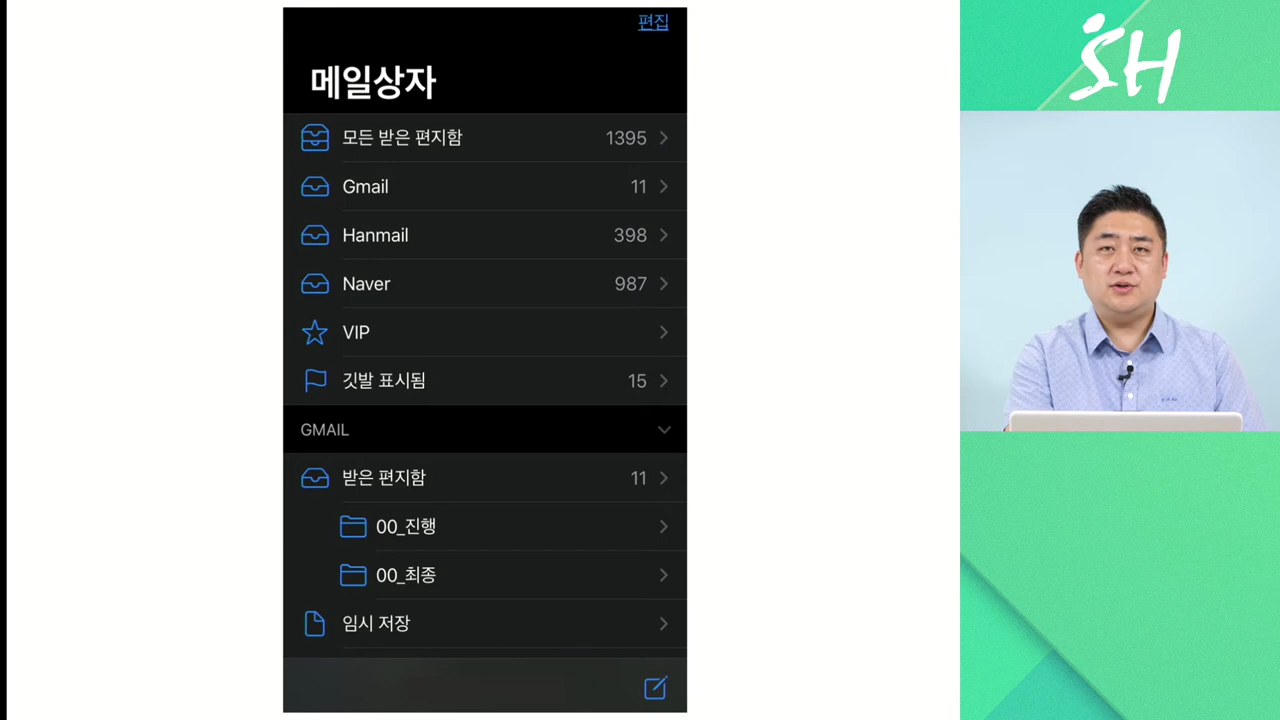 편집
메일상자
모든 받은 편지함 1395
Gmail 11
Hanmail 398
Naver 987
VIP
깃발 표시됨 15
GMAIL
받은 편지함 11
00_진행
00_최종
임시 저장
SH